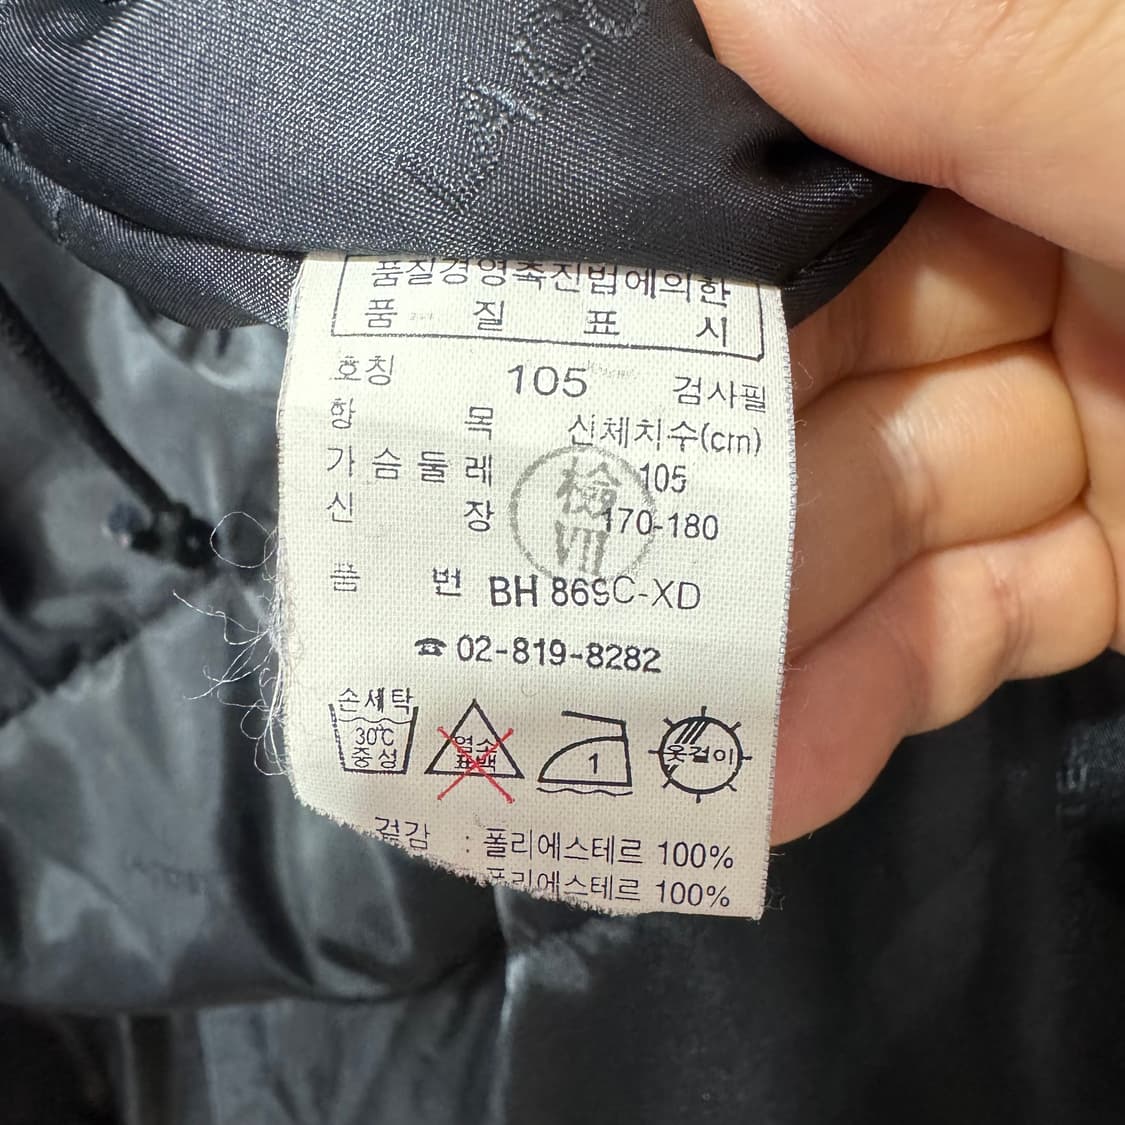 LACO
품질경영촉진법에의한
품 질 표 시
호칭 105 검사필
항 목 신체치수(cm)
가슴둘레 105
신 장 170-180
檢
VII
품 번 BH 869C-XD
☎ 02-819-8282
손세탁
30℃
중성
염소
표백
1
옷걸이
겉감 : 폴리에스테르 100%
폴리에스테르 100%